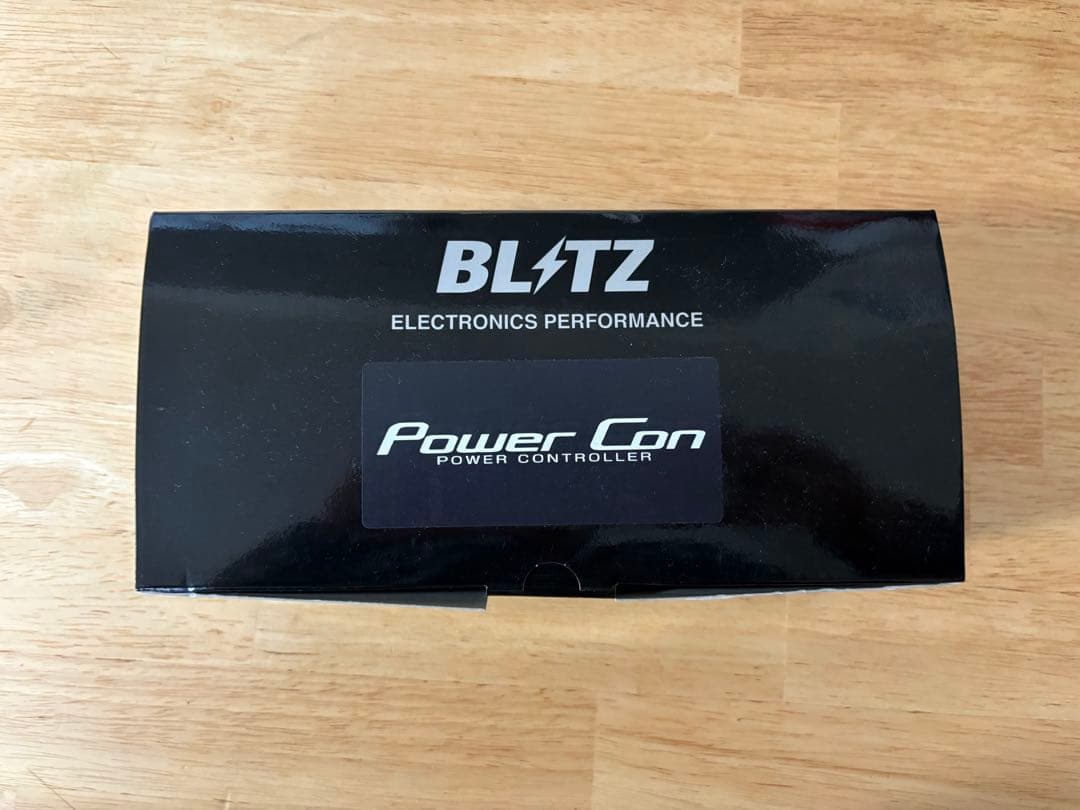 BLITZ
ELECTRONICS PERFORMANCE
Power Con
POWER CONTROLLER